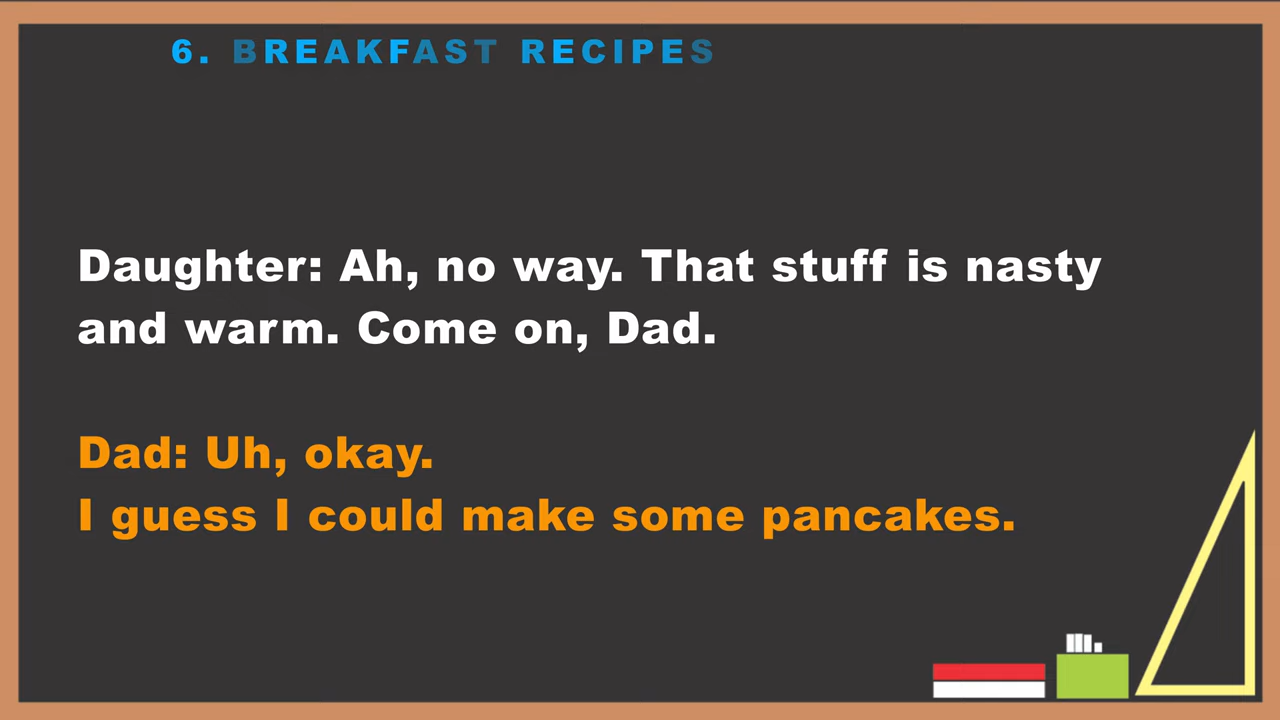 6. BREAKFAST RECIPES
Daughter: Ah, no way. That stuff is nasty
and warm. Come on, Dad.
Dad: Uh, okay.
I guess I could make some pancakes.